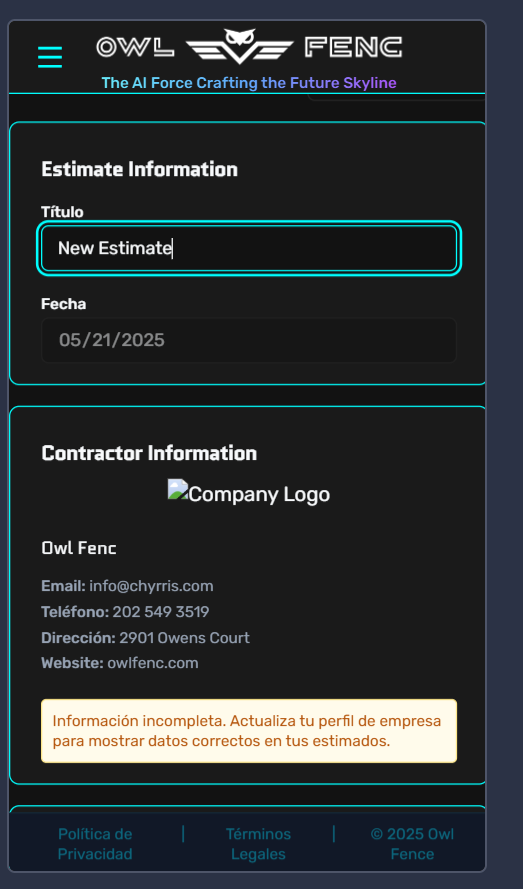 OWL FENC
The AI Force Crafting the Future Skyline
Estimate Information
Título
New Estimate
Fecha
05/21/2025
Contractor Information
Company Logo
Owl Fenc
Email: info@chyrris.com
Teléfono: 202 549 3519
Dirección: 2901 Owens Court
Website: owlfenc.com
Información incompleta. Actualiza tu perfil de empresa
para mostrar datos correctos en tus estimados.
Política de
Privacidad
|
Términos
Legales
|
© 2025 Owl
Fence